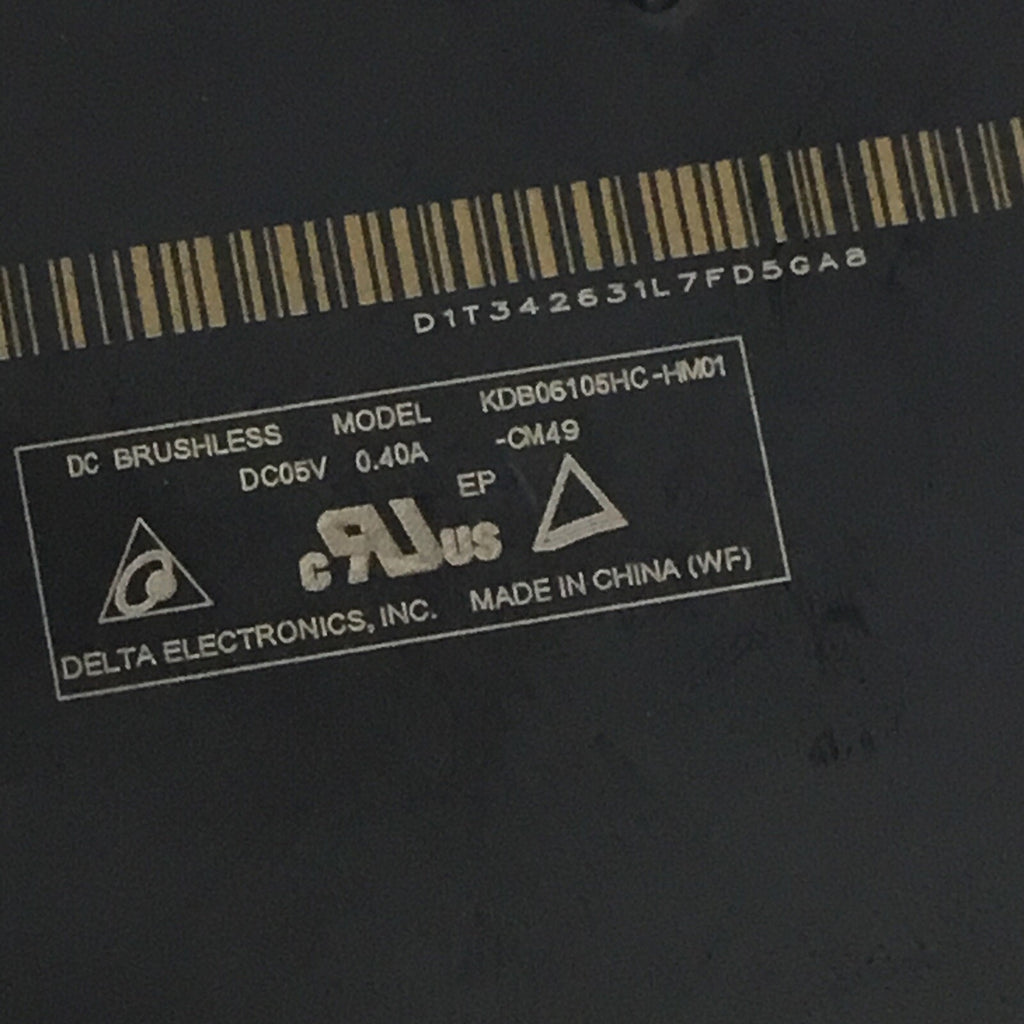 D1T342631L7FD5GA8
DC BRUSHLESS MODEL KDB06105HC-HM01
DC05V 0.40A -CM49
EP
c RU US
DELTA ELECTRONICS, INC. MADE IN CHINA (WF)